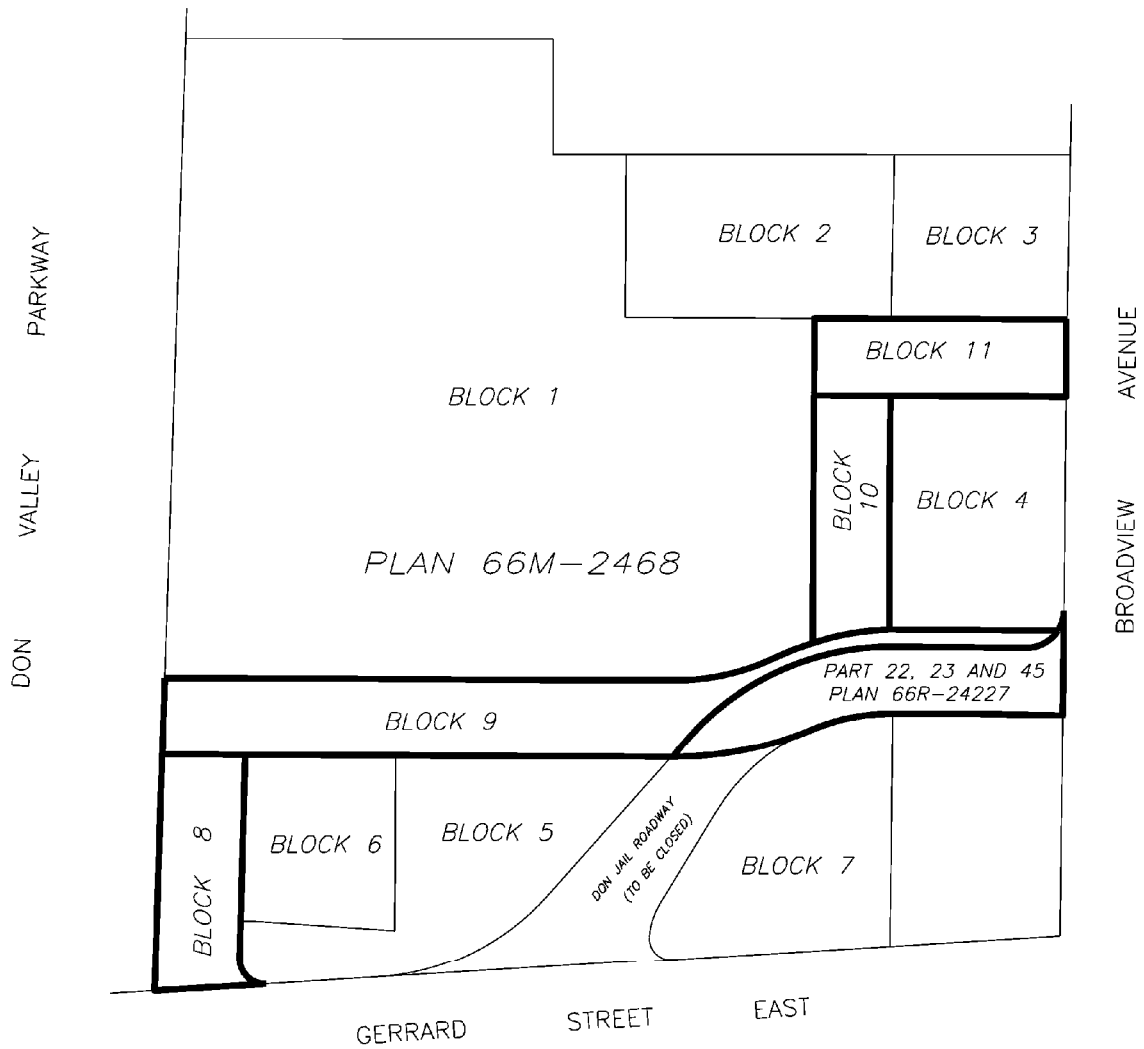 BLOCK 2
BLOCK 3
PARKWAY
VALLEY
DON
BLOCK 11
AVENUE
BROADVIEW
BLOCK 1
BLOCK
10
BLOCK 4
PLAN 66M-2468
PART 22, 23 AND 45
PLAN 66R-24227
BLOCK 9
BLOCK 8
BLOCK 6
BLOCK 5
DON JAIL ROADWAY
(TO BE CLOSED)
BLOCK 7
GERRARD STREET EAST